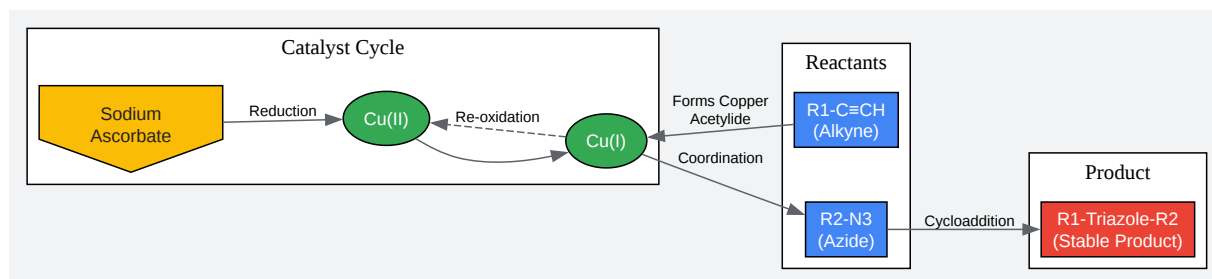 Catalyst Cycle
Sodium
Ascorbate
Reduction
Cu(II)
Re-oxidation
Cu(I)
Forms Copper
Acetylide
Coordination
Reactants
R1-C≡CH
(Alkyne)
R2-N3
(Azide)
Cycloaddition
Product
R1-Triazole-R2
(Stable Product)